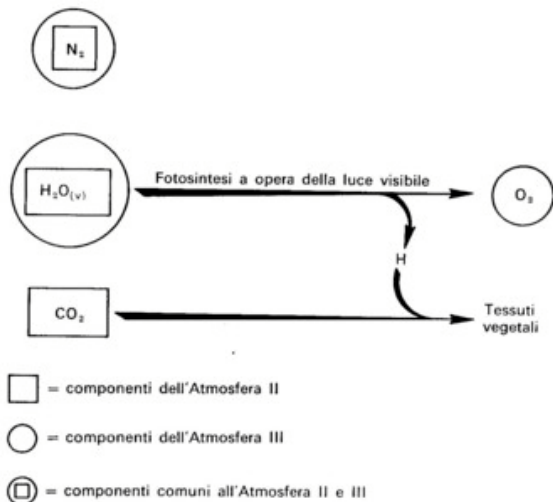 N₂
H₂O(v)
Fotosintesi a opera della luce visibile
O₂
H
CO₂
Tessuti
vegetali
= componenti dell'Atmosfera II
= componenti dell'Atmosfera III
= componenti comuni all'Atmosfera II e III